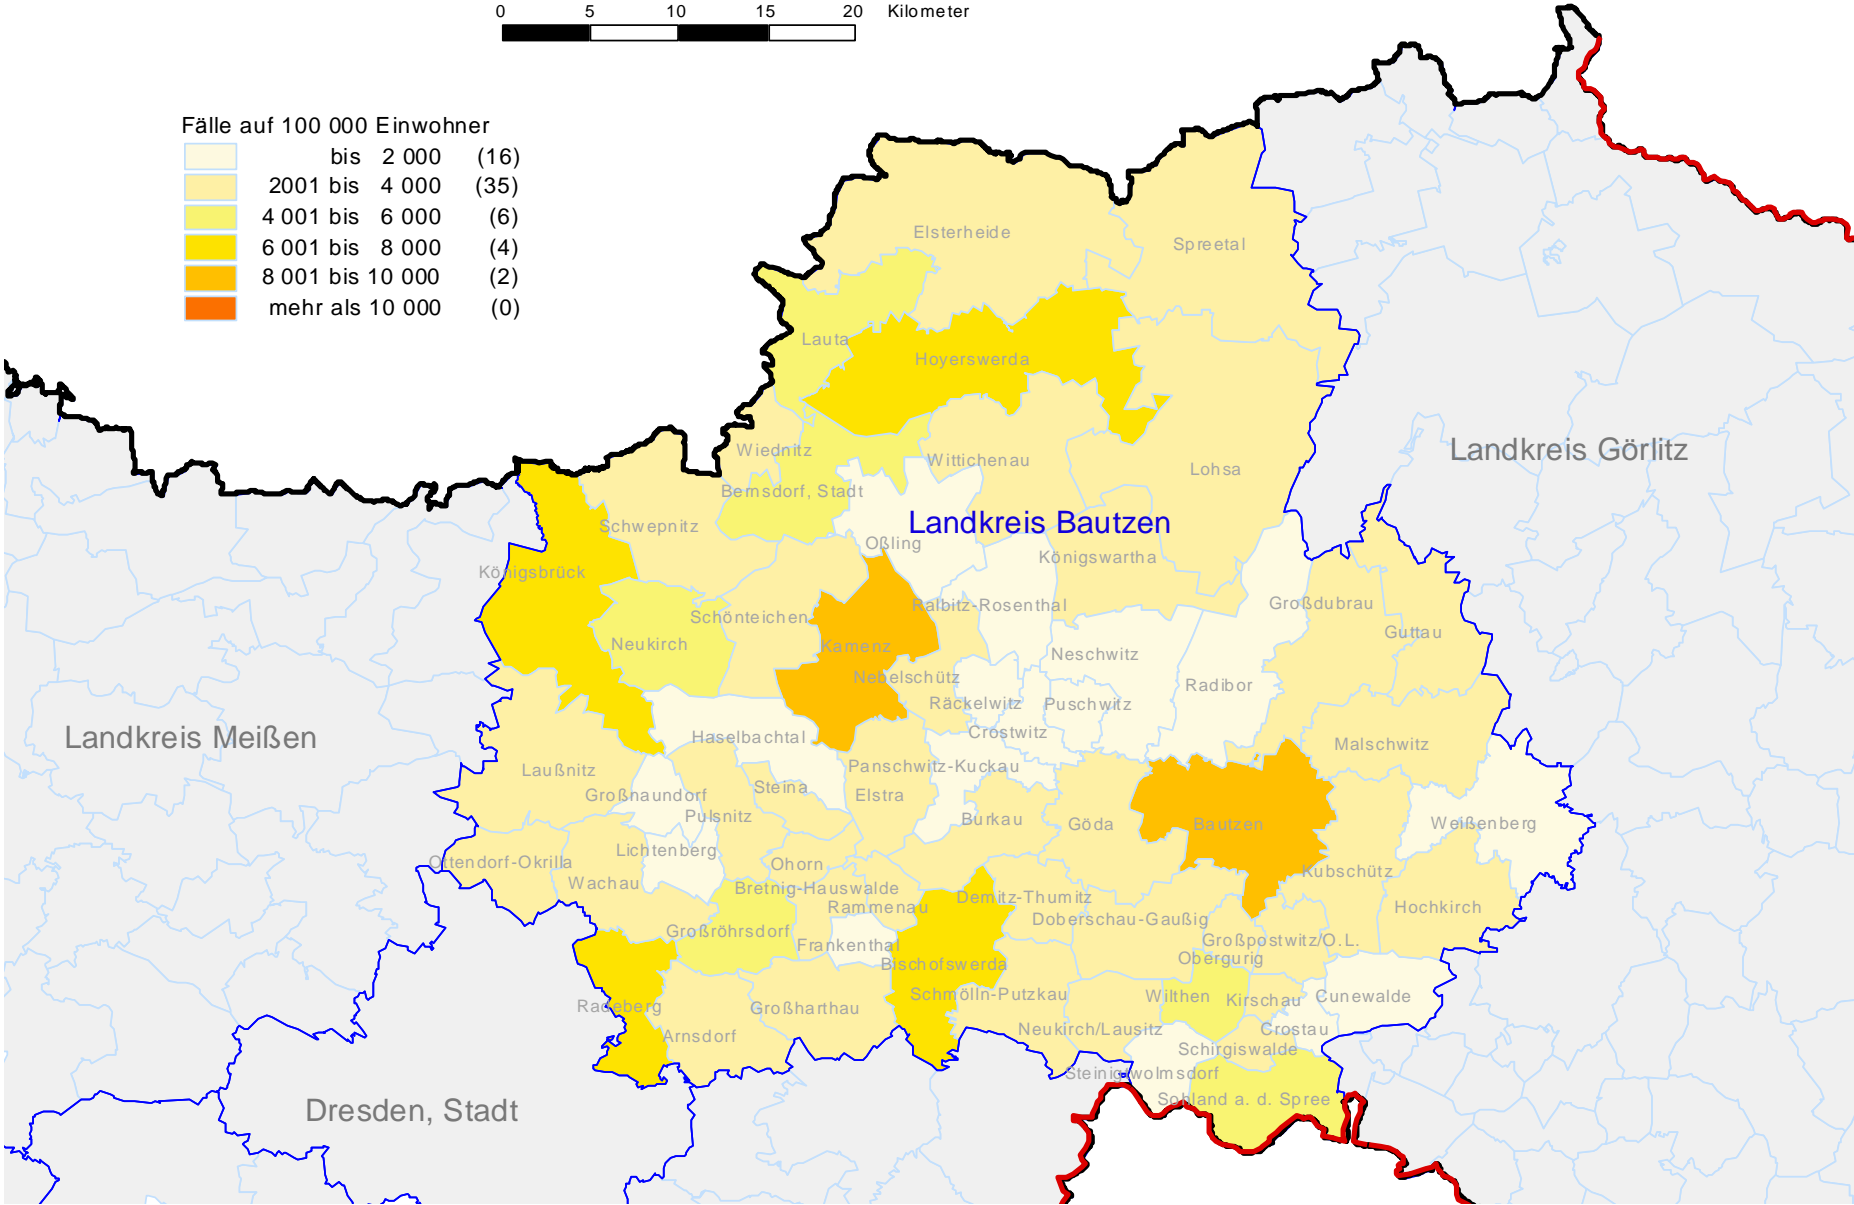 0 5 10 15 20 Kilometer
Fälle auf 100 000 Einwohner
bis 2 000 (16)
2001 bis 4 000 (35)
4 001 bis 6 000 (6)
6 001 bis 8 000 (4)
8 001 bis 10 000 (2)
mehr als 10 000 (0)
Elsterheide
Spreetal
Lauta
Hoyerswerda
Wiednitz
Wittichenau
Lohsa
Landkreis Görlitz
Bernsdorf, Stadt
Schwepnitz
Landkreis Bautzen
Oßling
Königswartha
Königsbrück
Ralbitz-Rosenthal
Großdubrau
Schönteichen
Guttau
Neukirch
Kamenz
Neschwitz
Nebelschütz
Radibor
Räckelwitz
Puschwitz
Crostwitz
Landkreis Meißen
Haselbachtal
Malschwitz
Panschwitz-Kuckau
Laußnitz
Steina
Großnaundorf
Elstra
Pulsnitz
Burkau
Göda
Bautzen
Weißenberg
Lichtenberg
Ottendorf-Okrilla
Ohorn
Kubschütz
Wachau
Bretnig-Hauswalde
Demitz-Thumitz
Rammenau
Hochkirch
Doberschau-Gaußig
Großröhrsdorf
Großpostwitz/O.L.
Frankenthal
Obergurig
Bischofswerda
Schmölln-Putzkau
Wilthen
Kirschau
Cunewalde
Radeberg
Großharthau
Neukirch/Lausitz
Crostau
Arnsdorf
Schirgiswalde
Steinigtwolmsdorf
Sohland a. d. Spree
Dresden, Stadt